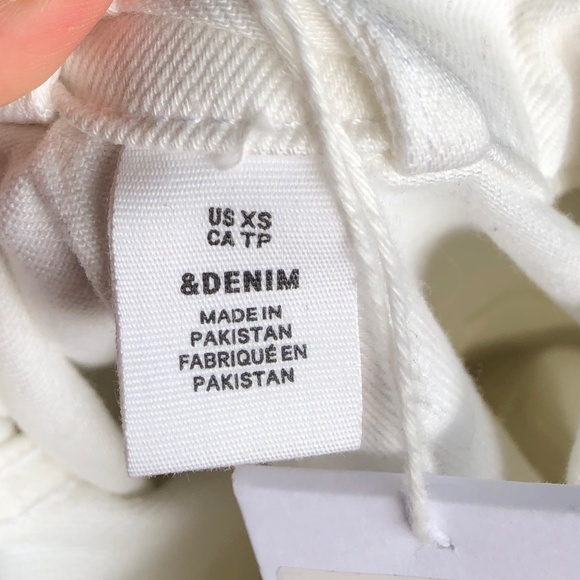 US XS
CA TP
&DENIM
MADE IN
PAKISTAN
FABRIQUÉ EN
PAKISTAN